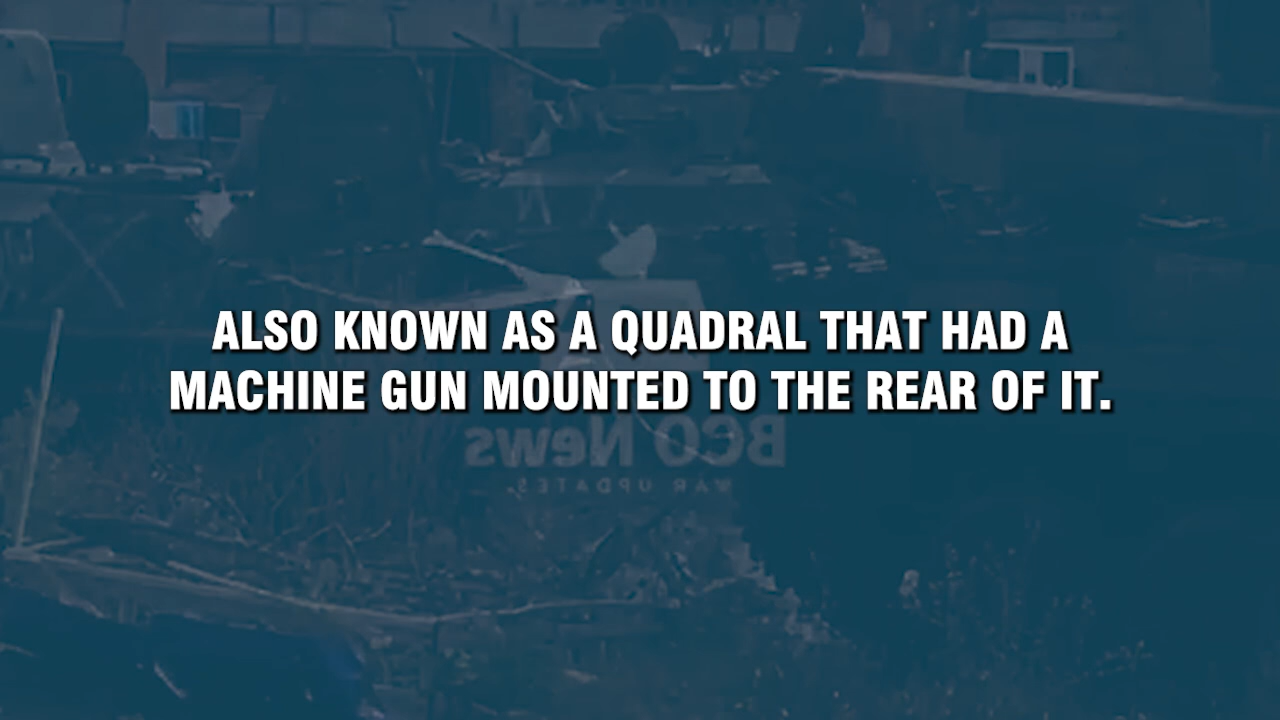 ALSO KNOWN AS A QUADRAL THAT HAD A
MACHINE GUN MOUNTED TO THE REAR OF IT.
BCO News
WAR UPDATES